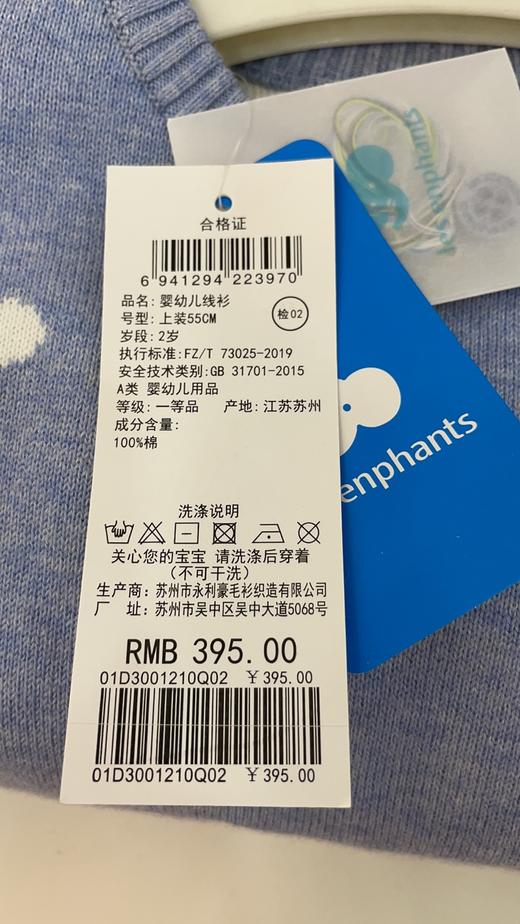 合格证
6 941294 223970
品名: 婴幼儿线衫
号型: 上装55CM
检02
岁段: 2岁
执行标准:FZ/T 73025-2019
安全技术类别:GB 31701-2015
A类 婴幼儿用品
等级: 一等品 产地: 江苏苏州
成分含量:
100%棉
洗涤说明
关心您的宝宝 请洗涤后穿着
(不可干洗)
生产商: 苏州市永利豪毛衫织造有限公司
厂 址: 苏州市吴中区吴中大道5068号
RMB 395.00
01D3001210Q02 ￥395.00
01D3001210Q02 ￥395.00
enphants